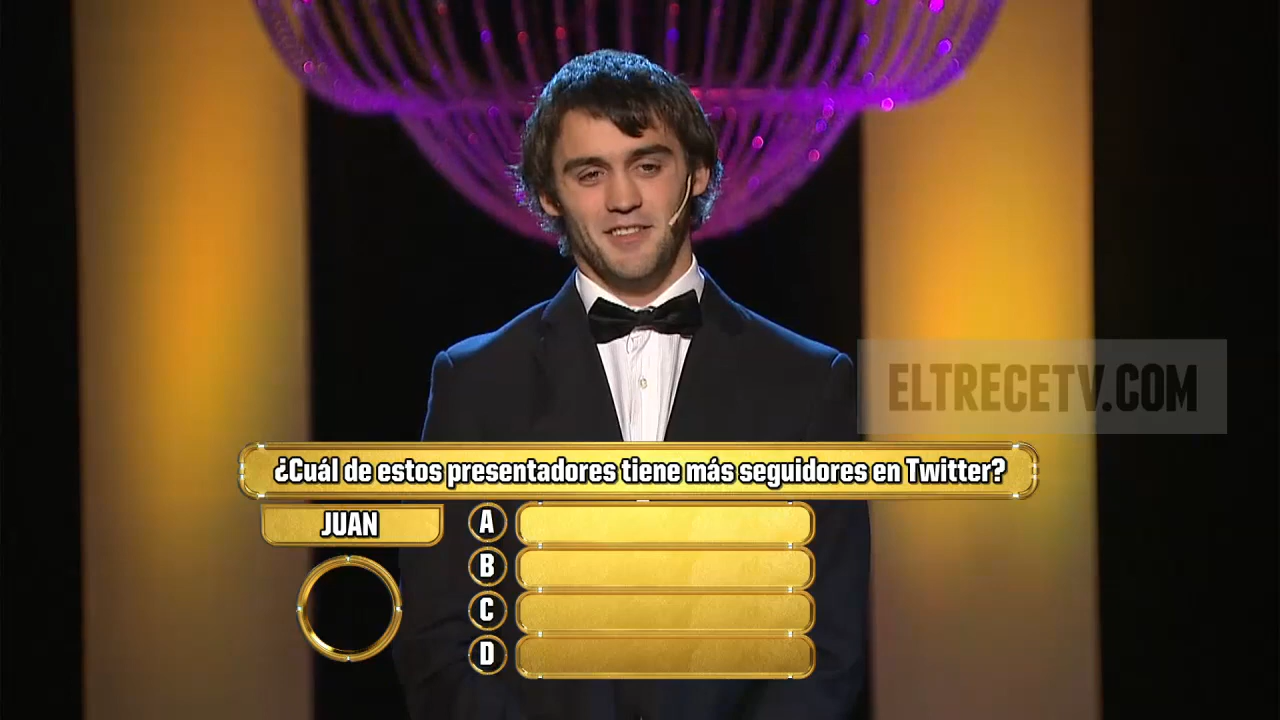 ELTRECETV.COM
¿Cuál de estos presentadores tiene más seguidores en Twitter?
JUAN
A
B
C
D